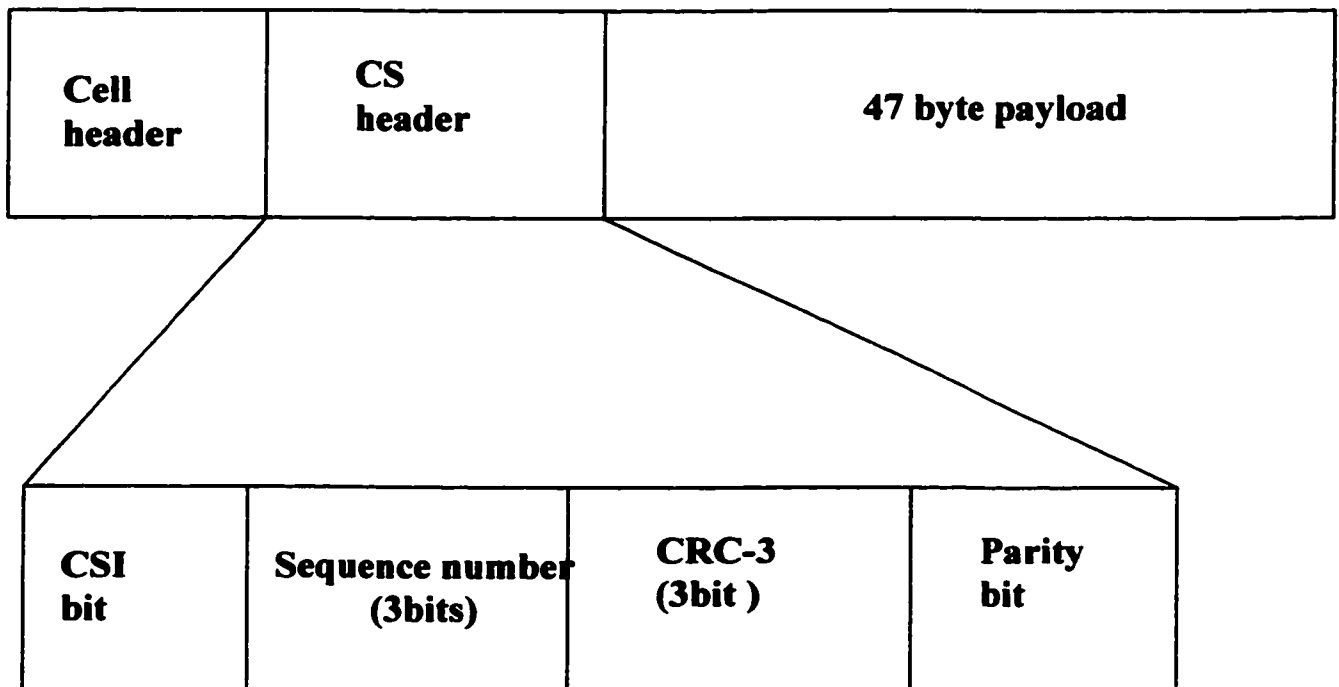 Cell
header
CS
header
47 byte payload
CSI
bit
Sequence number
(3bits)
CRC-3
(3bit )
Parity
bit